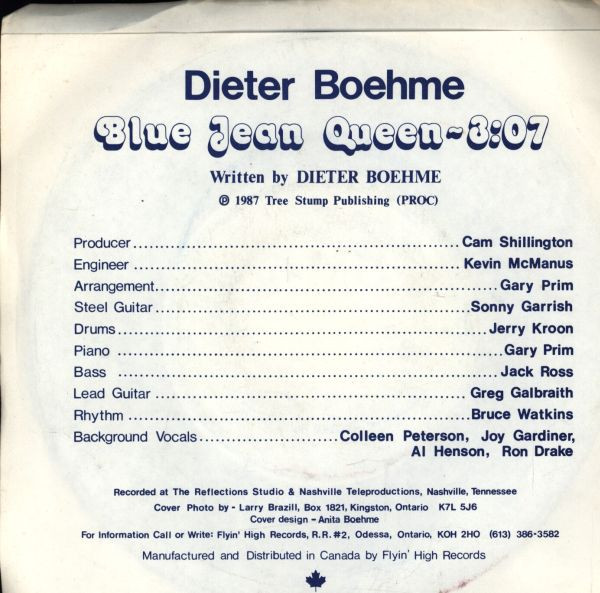 Dieter Boehme
Blue Jean Queen~3:07
Written by DIETER BOEHME
℗ 1987 Tree Stump Publishing (PROC)
Producer........................................Cam Shillington
Engineer ........................................Kevin McManus
Arrangement........................................Gary Prim
Steel Guitar........................................Sonny Garrish
Drums........................................Jerry Kroon
Piano ........................................Gary Prim
Bass ........................................Jack Ross
Lead Guitar ........................................Greg Galbraith
Rhythm ........................................Bruce Watkins
Background Vocals....................Colleen Peterson, Joy Gardiner,
Al Henson, Ron Drake
Recorded at The Reflections Studio & Nashville Teleproductions, Nashville, Tennessee
Cover Photo by - Larry Brazill, Box 1821, Kingston, Ontario K7L 5J6
Cover design - Anita Boehme
For Information Call or Write: Flyin' High Records, R.R.#2, Odessa, Ontario, KOH 2HO (613) 386-3582
Manufactured and Distributed in Canada by Flyin' High Records